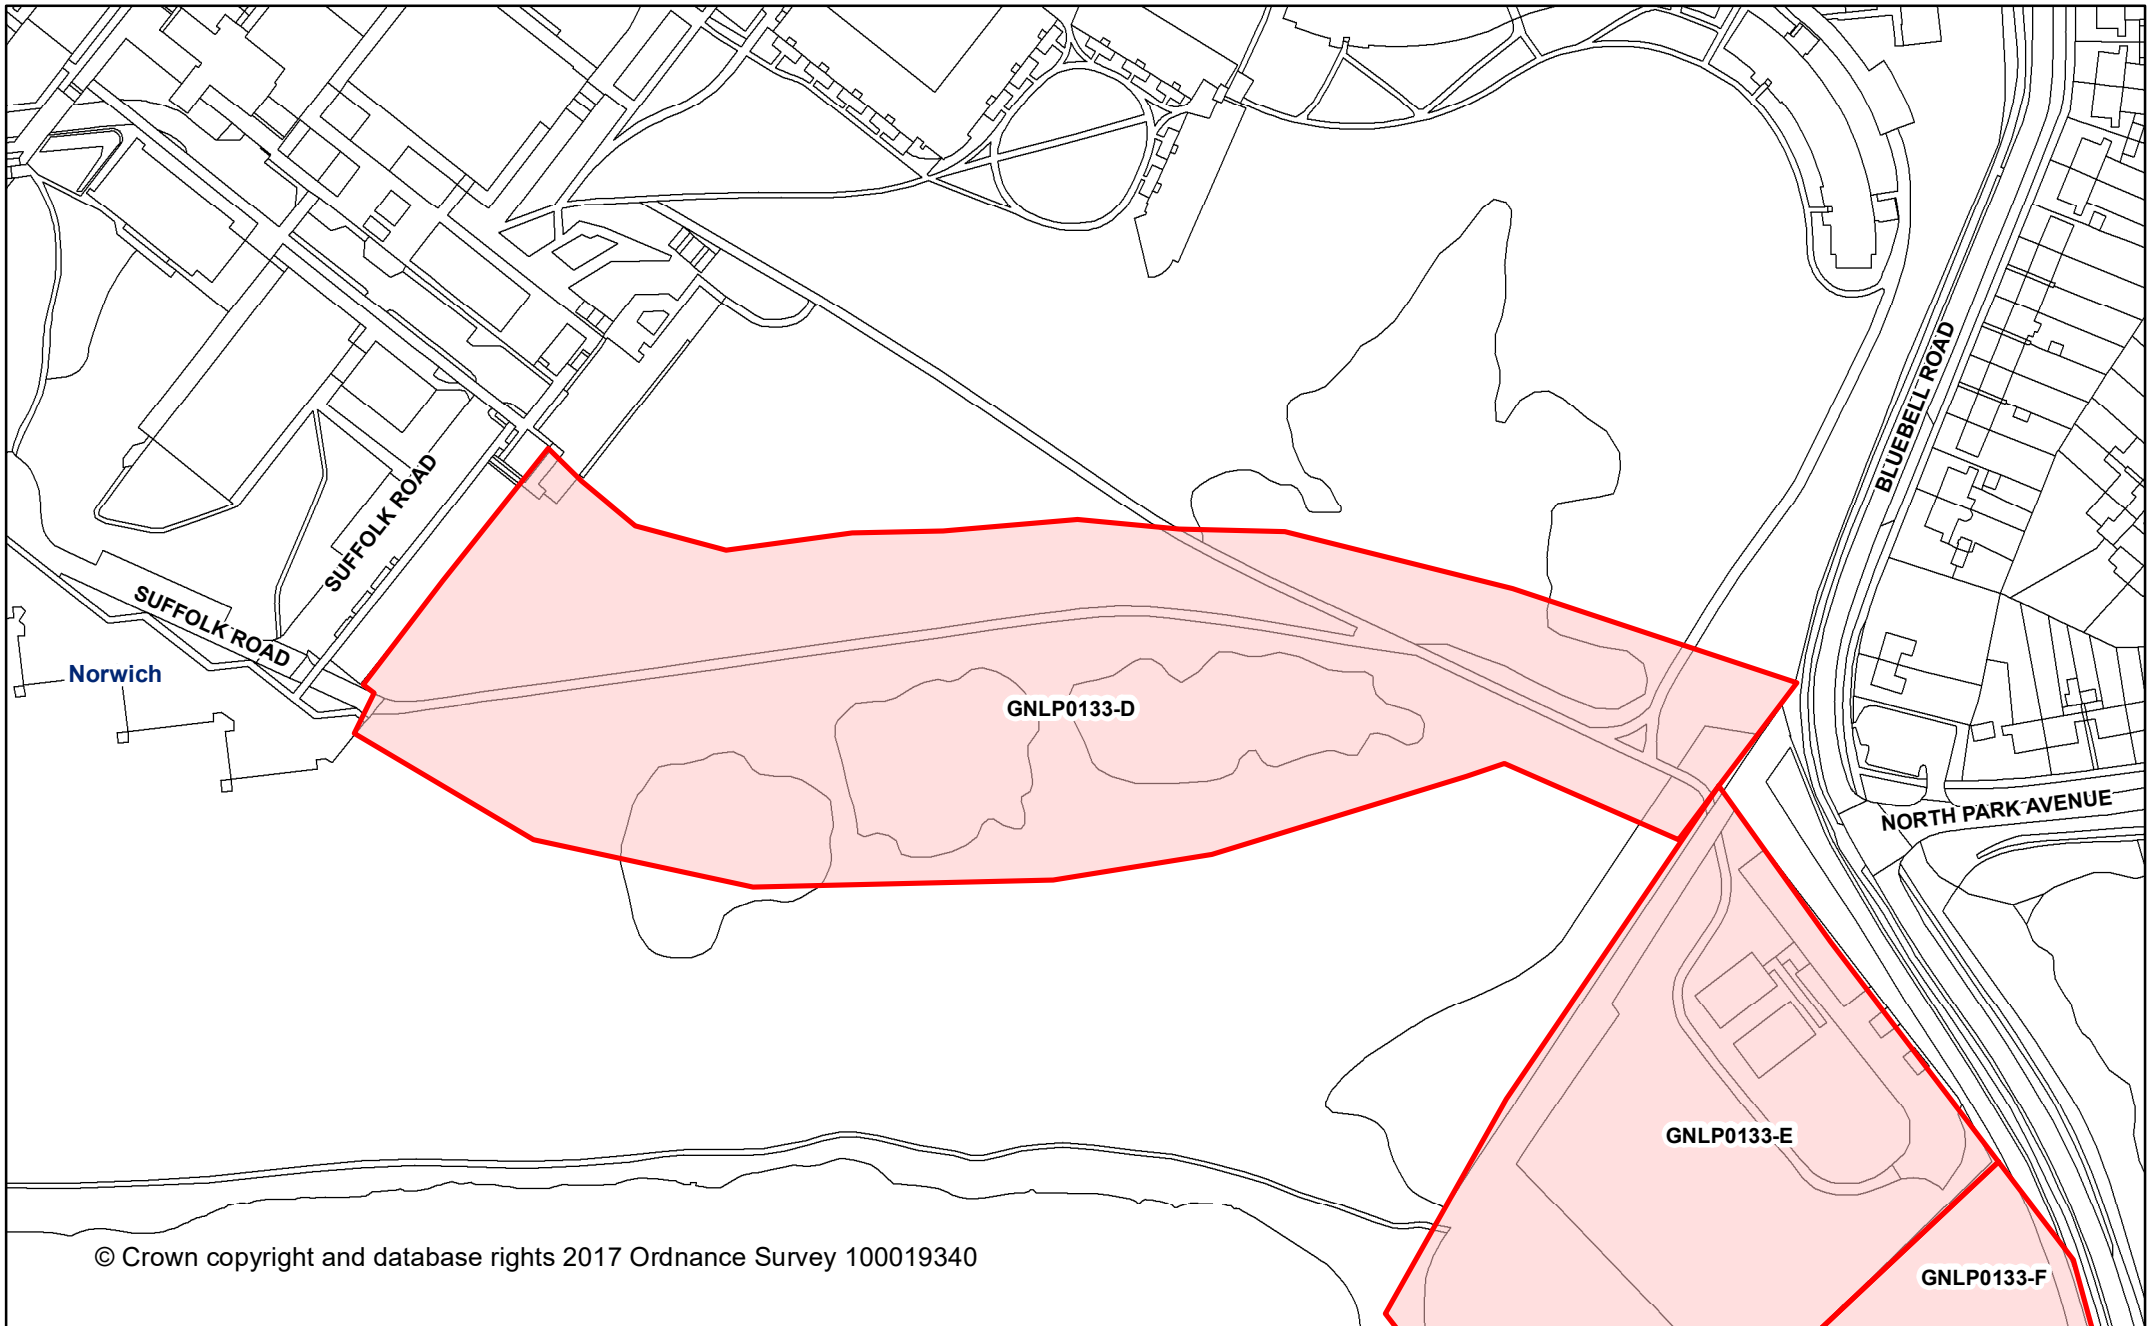 BLUEBELL ROAD
SUFFOLK ROAD
SUFFOLK ROAD
Norwich
GNLP0133-D
NORTH PARK AVENUE
GNLP0133-E
© Crown copyright and database rights 2017 Ordnance Survey 100019340
GNLP0133-F